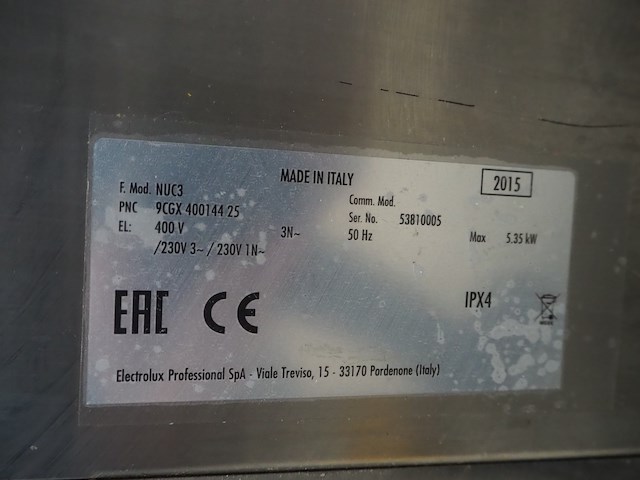 MADE IN ITALY
2015
F. Mod. NUC3
Comm. Mod.
PNC 9CGX 400144 25
Ser. No. 53810005
EL: 400 V 3N~ 50 Hz Max 5.35 kW
/230V 3~ / 230V 1N~
EAC CE IPX4
Electrolux Professional SpA - Viale Treviso, 15 - 33170 Pordenone (Italy)